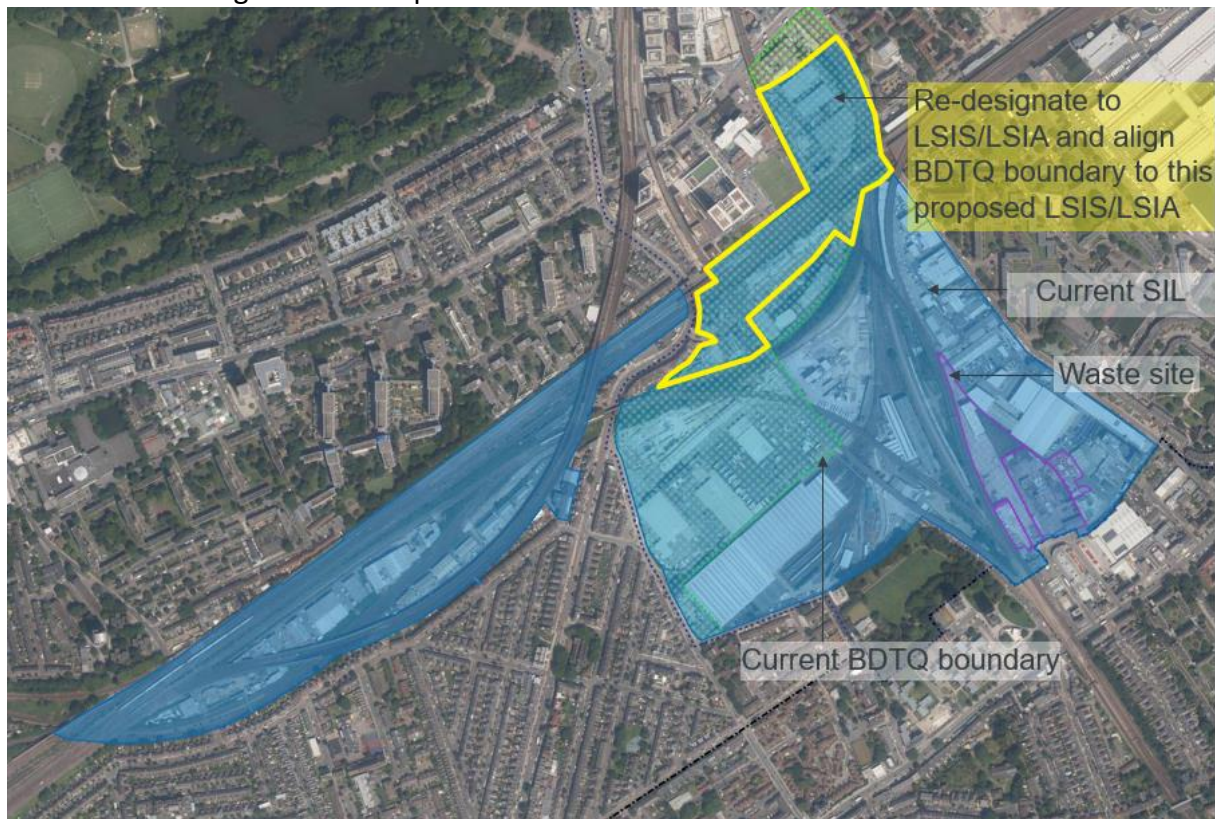 Re-designate to
LSIS/LSIA and align
BDTQ boundary to this
proposed LSIS/LSIA
Current SIL
Waste site
Current BDTQ boundary